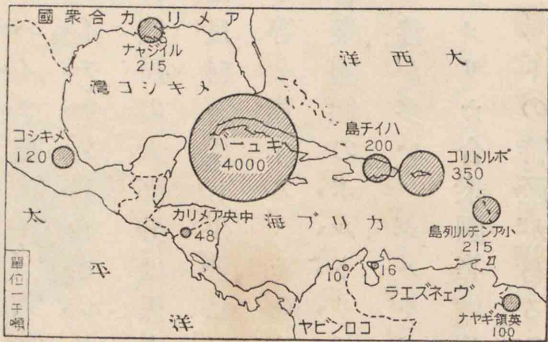 アメリカ合衆國
ルイジャナ
215
大西洋
メキシコ灣
キューバ
4000
メキシコ
120
ハイチ島
200
ポルトリコ
350
カリブ海
中央アメリカ
48
小アンチル列島
215
10
16
ヴェネズエラ
コロンビヤ
英領ギヤナ
100
太平洋
單位一千噸